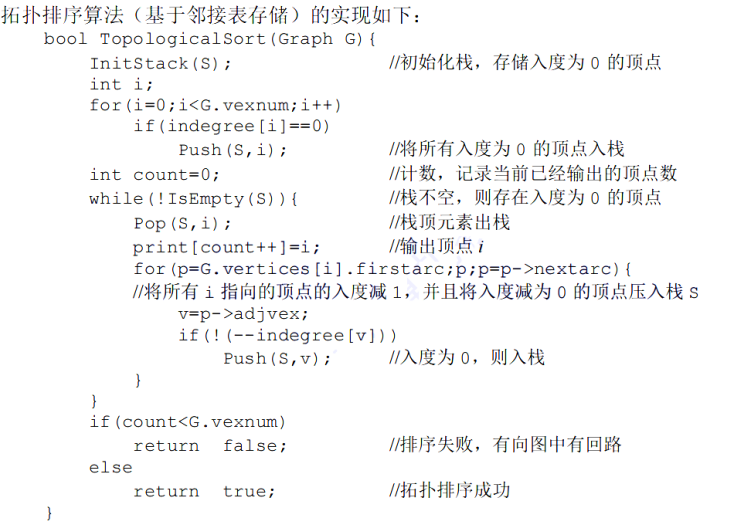 拓扑排序算法（基于邻接表存储）的实现如下：
bool TopologicalSort(Graph G){
InitStack(S); //初始化栈，存储入度为 0 的顶点
int i;
for(i=0;i<G.vexnum;i++)
if(indegree[i]==0)
Push(S,i); //将所有入度为 0 的顶点入栈
int count=0; //计数，记录当前已经输出的顶点数
while(!IsEmpty(S)){ //栈不空，则存在入度为 0 的顶点
Pop(S,i); //栈顶元素出栈
print[count++]=i; //输出顶点 i
for(p=G.vertices[i].firstarc;p;p=p->nextarc){
//将所有 i 指向的顶点的入度减 1，并且将入度减为 0 的顶点压入栈 S
v=p->adjvex;
if(!(--indegree[v]))
Push(S,v); //入度为 0，则入栈
}
}
if(count<G.vexnum)
return false; //排序失败，有向图中有回路
else
return true; //拓扑排序成功
}